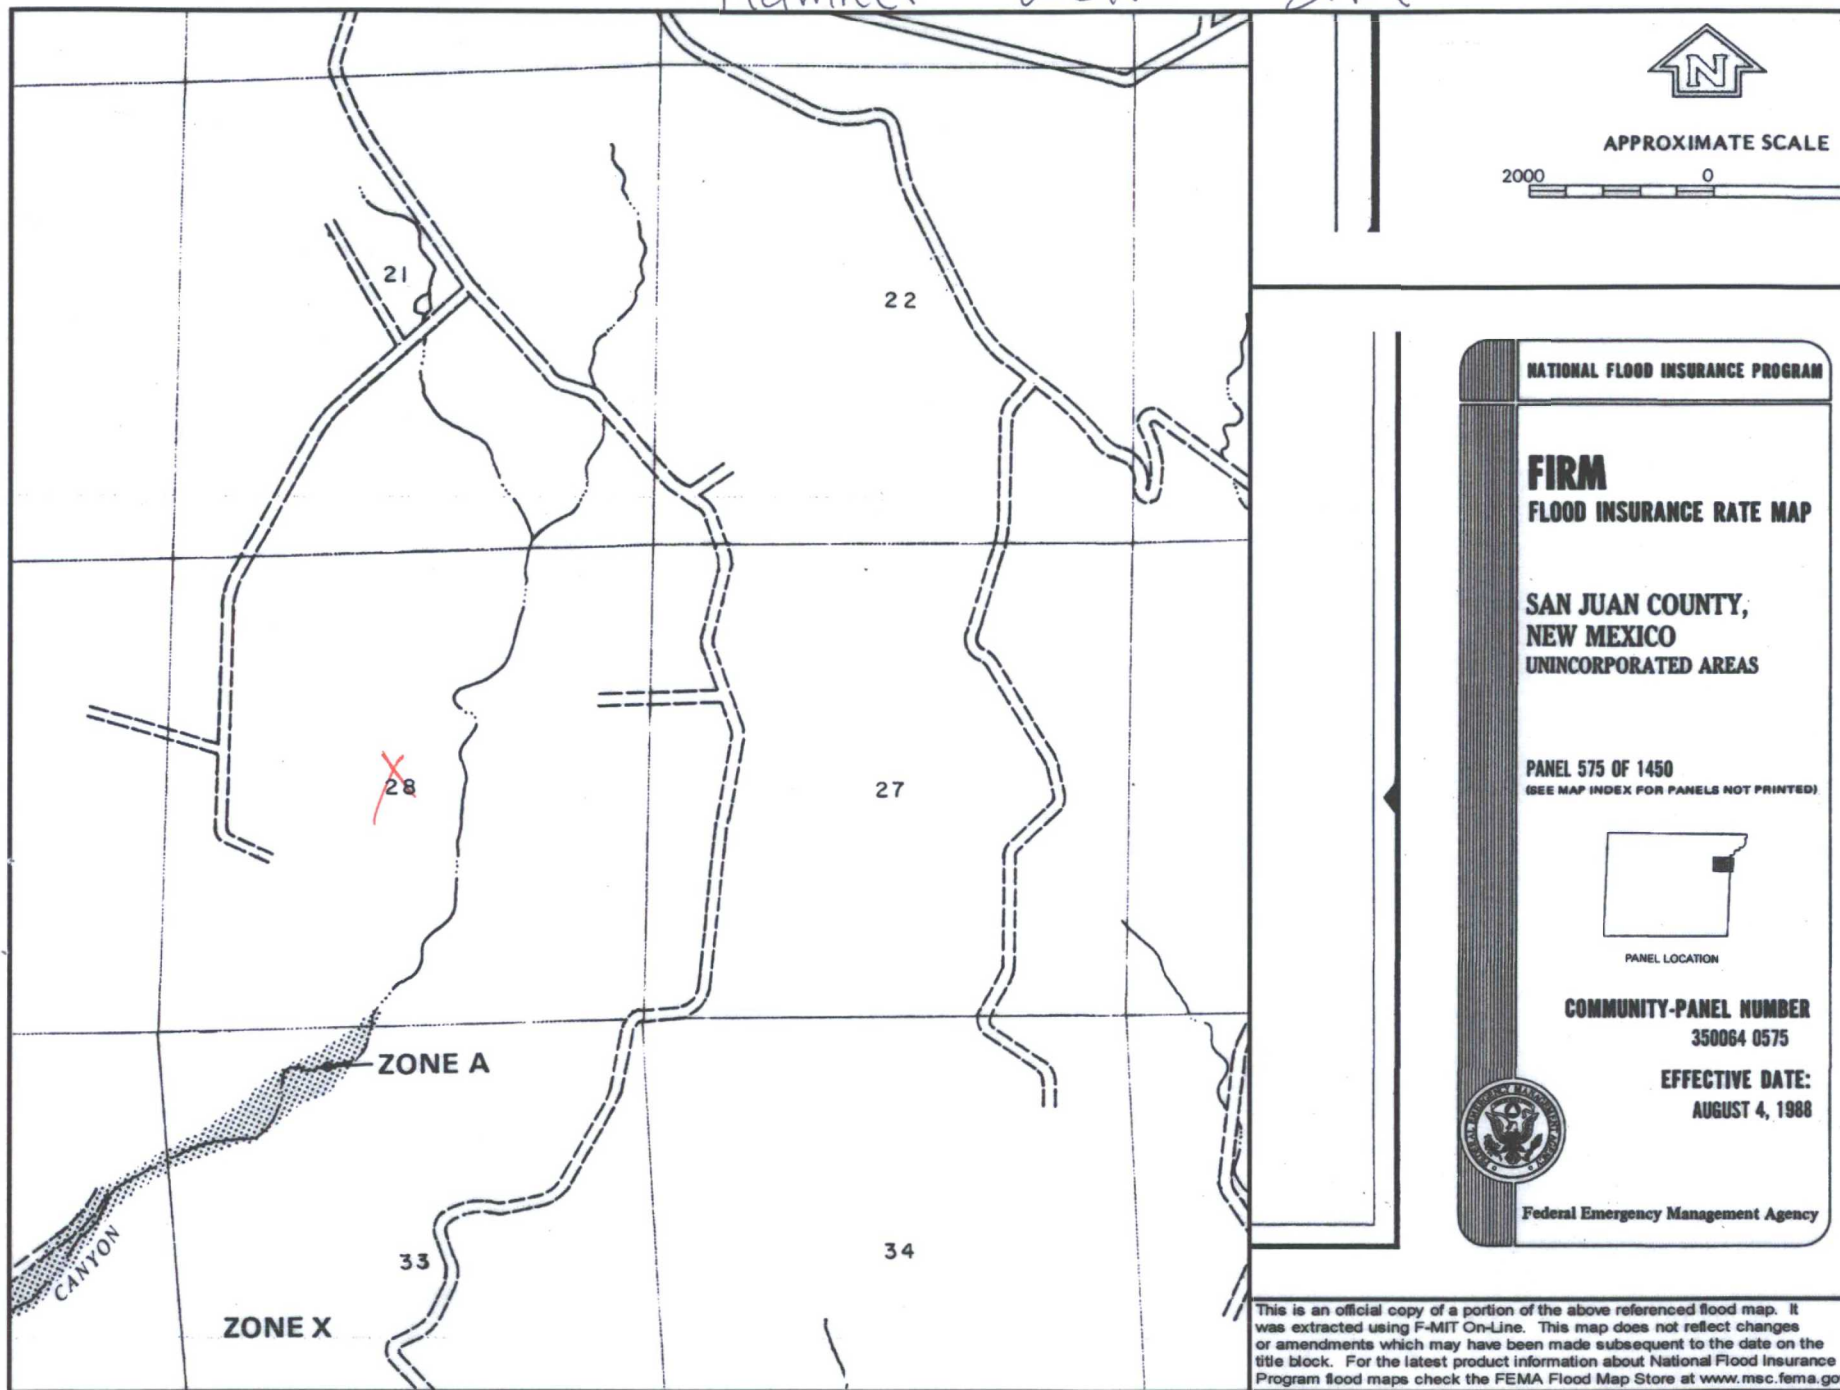 N
APPROXIMATE SCALE
2000 0
21
22
28
27
ZONE A
CANYON
33
34
ZONE X
NATIONAL FLOOD INSURANCE PROGRAM
FIRM
FLOOD INSURANCE RATE MAP
SAN JUAN COUNTY,
NEW MEXICO
UNINCORPORATED AREAS
PANEL 575 OF 1450
(SEE MAP INDEX FOR PANELS NOT PRINTED)
PANEL LOCATION
COMMUNITY-PANEL NUMBER
350064 0575
EFFECTIVE DATE:
AUGUST 4, 1988
Federal Emergency Management Agency
This is an official copy of a portion of the above referenced flood map. It
was extracted using F-MIT On-Line. This map does not reflect changes
or amendments which may have been made subsequent to the date on the
title block. For the latest product information about National Flood Insurance
Program flood maps check the FEMA Flood Map Store at www.msc.fema.go